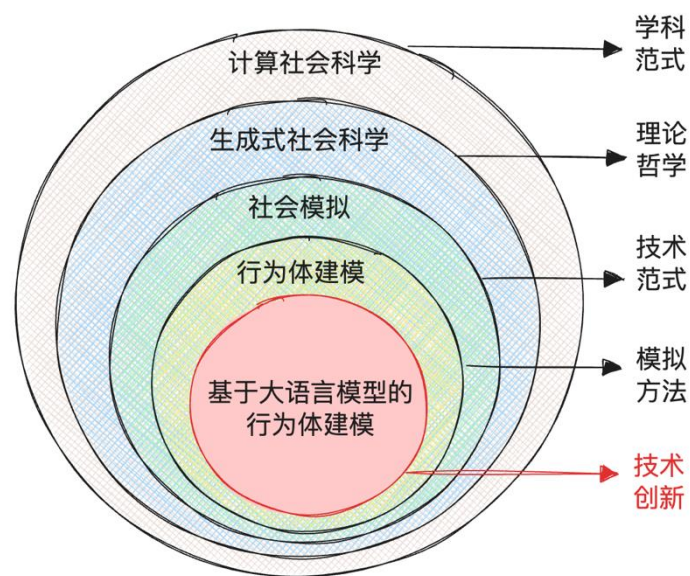 计算社会科学
学科
范式
生成式社会科学
理论
哲学
社会模拟
技术
范式
行为体建模
模拟
方法
基于大语言模型的
行为体建模
技术
创新